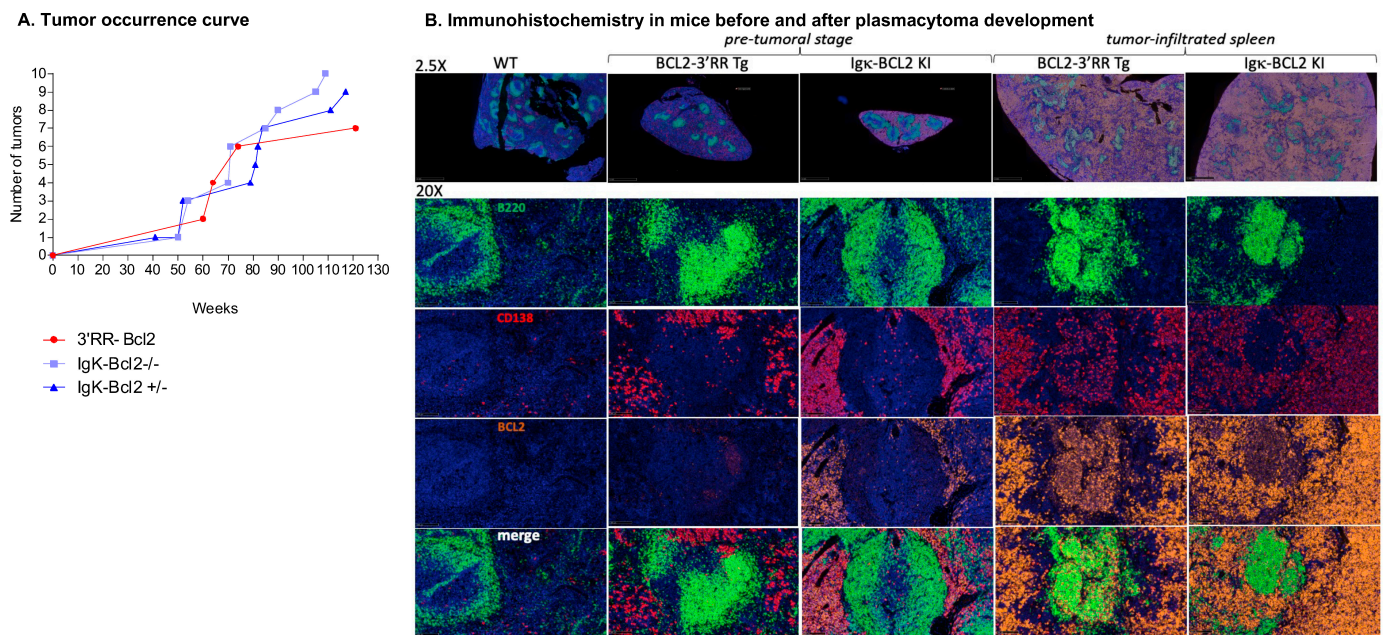 A. Tumor occurrence curve
10
9
8
7
6
5
4
3
2
1
0
Number of tumors
0 10 20 30 40 50 60 70 80 90 100 110 120 130
Weeks
3'RR- Bcl2
IgK-Bcl2-/-
IgK-Bcl2 +/-
B. Immunohistochemistry in mice before and after plasmacytoma development
pre-tumoral stage
tumor-infiltrated spleen
2.5X WT BCL2-3'RR Tg Igκ-BCL2 KI BCL2-3'RR Tg Igκ-BCL2 KI
20X
B220
CD138
BCL2
merge